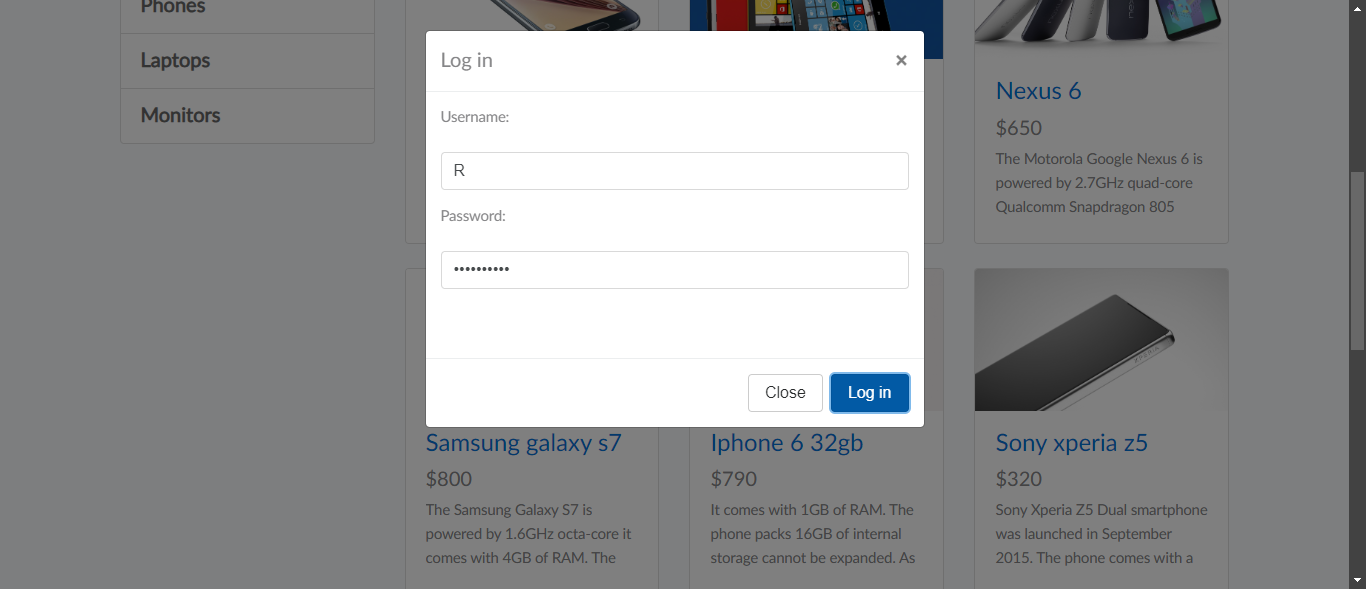 Phones
Laptops
Monitors
Log in
×
Username:
R
Password:
••••••••••
Close
Log in
Nexus 6
$650
The Motorola Google Nexus 6 is
powered by 2.7GHz quad-core
Qualcomm Snapdragon 805
Samsung galaxy s7
$800
The Samsung Galaxy S7 is
powered by 1.6GHz octa-core it
comes with 4GB of RAM. The
Iphone 6 32gb
$790
It comes with 1GB of RAM. The
phone packs 16GB of internal
storage cannot be expanded. As
XPERIA
Sony xperia z5
$320
Sony Xperia Z5 Dual smartphone
was launched in September
2015. The phone comes with a